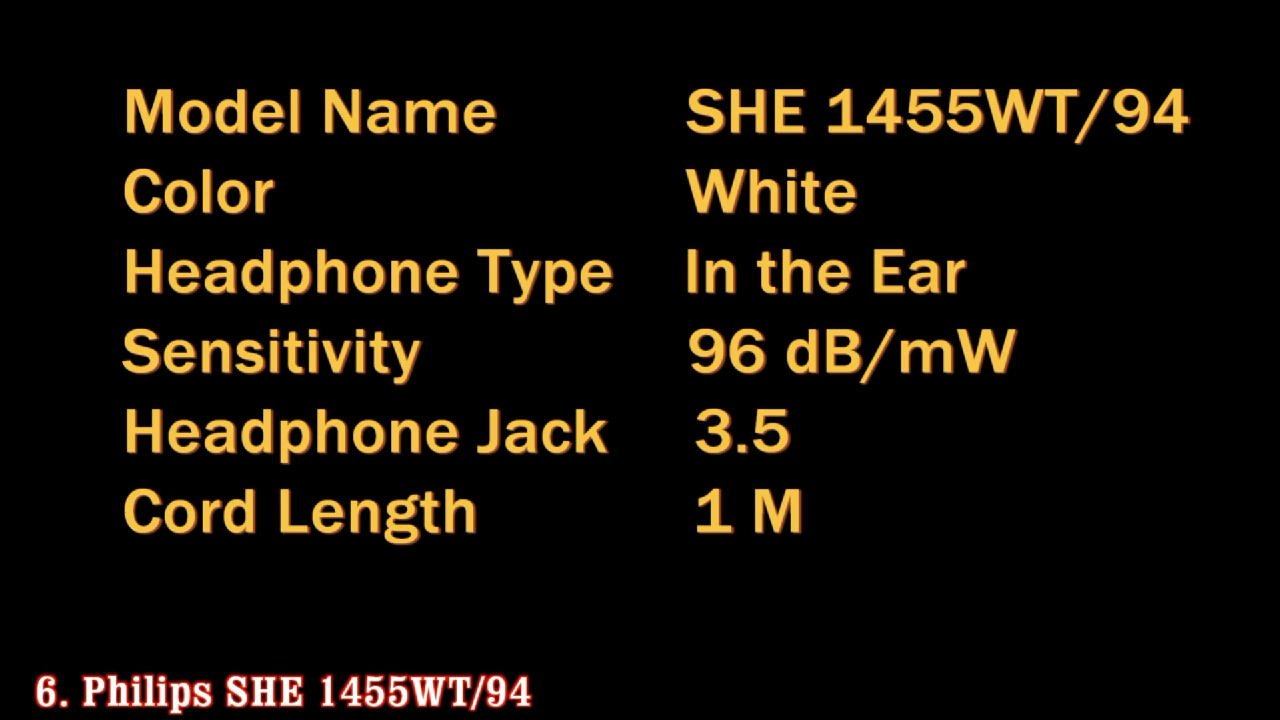 Model Name SHE 1455WT/94
Color White
Headphone Type In the Ear
Sensitivity 96 dB/mW
Headphone Jack 3.5
Cord Length 1 M
6. Philips SHE 1455WT/94